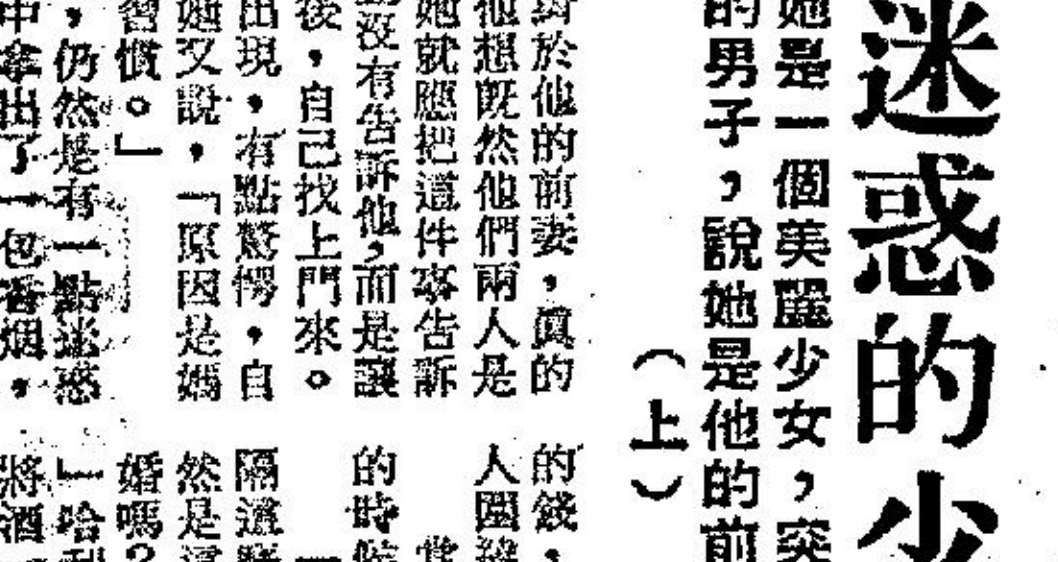 迷惑的少
她是一個美麗少女，突
的男子，說她是他的前
（上）
於他的前妻，眞的
他想既然他們兩人是
她就應把這件事告訴
沒有告訴他，而是讓
後，自己找上門來。
出現，有點驚愕，自
她又說，「原因是媽
習慣。」
，仍然是有一點迷惑
中拿出了一包香烟，
的錢，
人圍
的時候
隔這
然是這
婚嗎？
」哈利
將酒